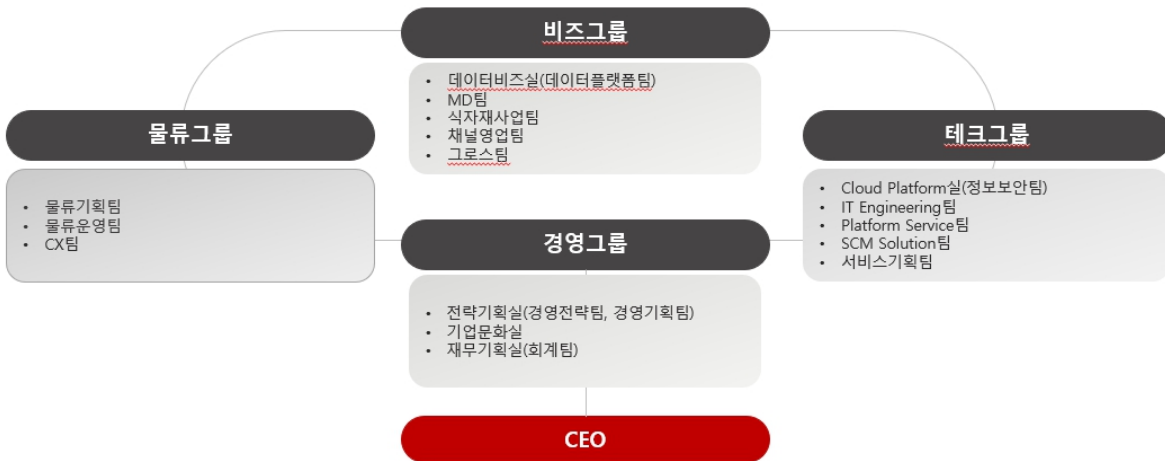 비즈그룹
• 데이터비즈실(데이터플랫폼팀)
• MD팀
• 식자재사업팀
• 채널영업팀
• 그로스팀
물류그룹
• 물류기획팀
• 물류운영팀
• CX팀
테크그룹
• Cloud Platform실(정보보안팀)
• IT Engineering팀
• Platform Service팀
• SCM Solution팀
• 서비스기획팀
경영그룹
• 전략기획실(경영전략팀, 경영기획팀)
• 기업문화실
• 재무기획실(회계팀)
CEO